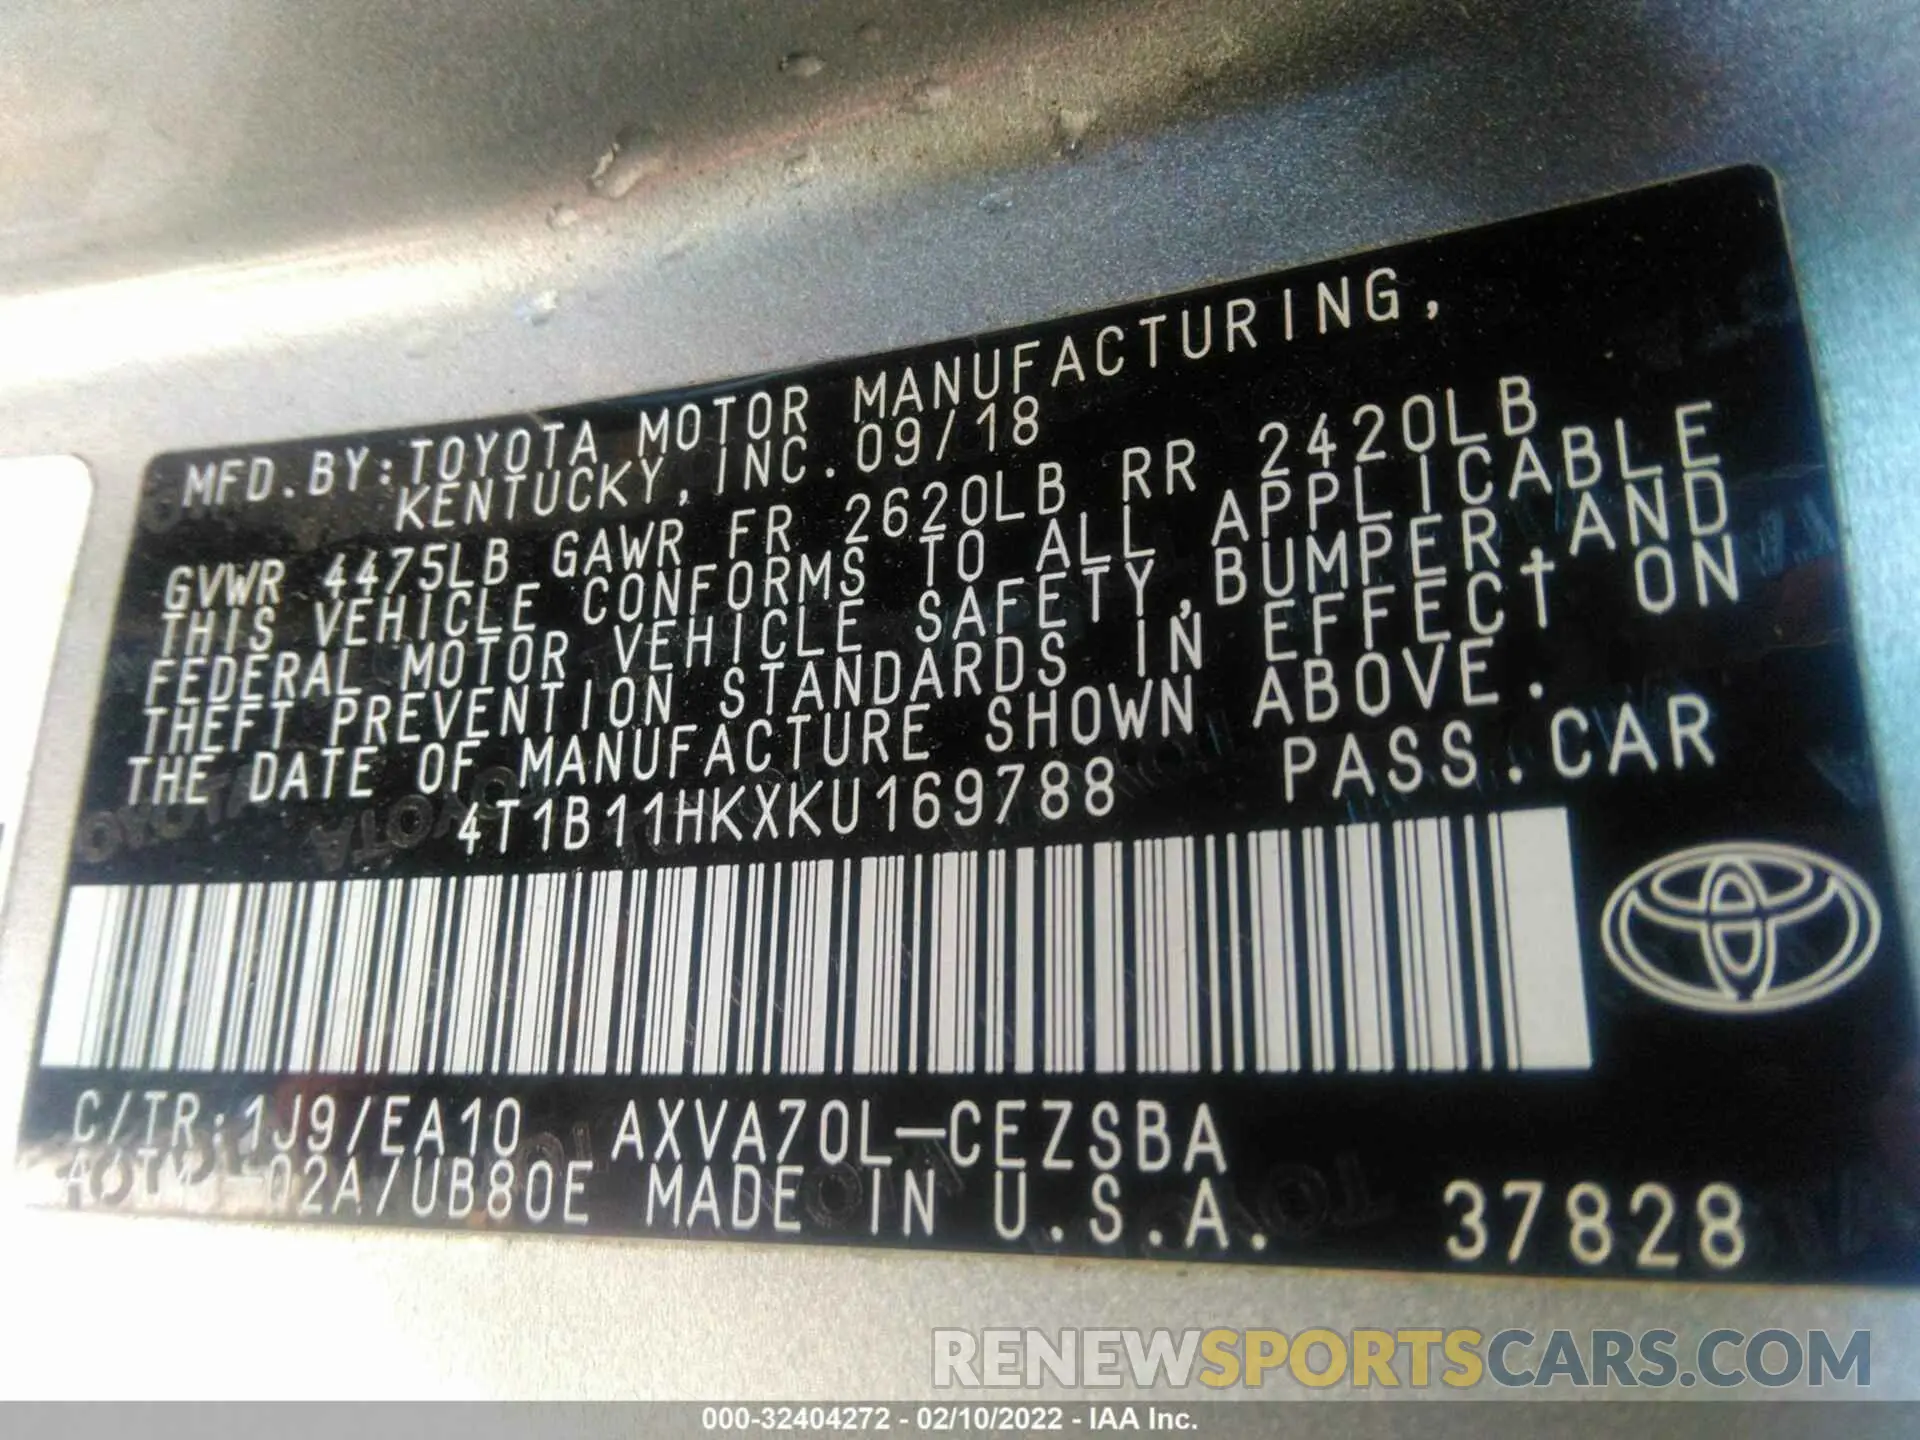 MFD.BY:TOYOTA MOTOR MANUFACTURING,
KENTUCKY, INC. 09/18
GVWR 4475LB GAWR FR 2620LB RR 2420LB
THIS VEHICLE CONFORMS TO ALL APPLICABLE
FEDERAL MOTOR VEHICLE SAFETY,BUMPER,AND
THEFT PREVENTION STANDARDS IN EFFECT ON
THE DATE OF MANUFACTURE SHOWN ABOVE.
4T1B11HKXKU169788 PASS.CAR
C/TR:1J9/EA10 AXVA70L-CEZSBA
A/TM -02A/UB80E MADE IN U.S.A. 37828
RENEWSPORTSCARS.COM
000-32404272 - 02/10/2022 - IAA Inc.